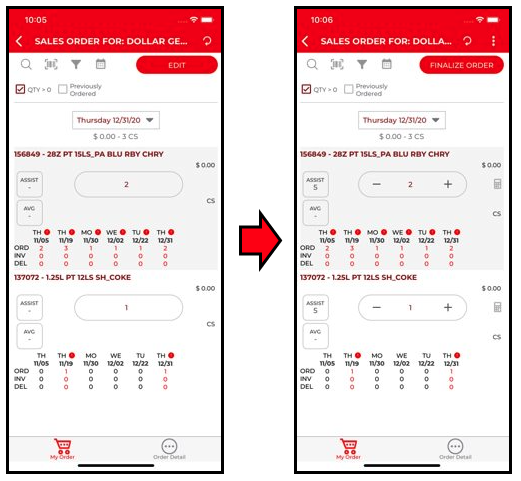 10:05
SALES ORDER FOR: DOLLAR GE...
EDIT
QTY > 0
Previously
Ordered
Thursday 12/31/20
$ 0.00 - 3 CS
156849 - 28Z PT 15LS_PA BLU RBY CHRY
$ 0.00
ASSIST
-
2
CS
AVG
-
TH TH MO WE TU TH
11/05 11/19 11/30 12/02 12/22 12/31
ORD 2 3 1 1 1 2
INV 0 0 0 0 0 0
DEL 0 0 0 0 0 0
137072 - 1.25L PT 12LS SH_COKE
$ 0.00
ASSIST
-
1
CS
AVG
-
TH TH MO WE TU TH
11/05 11/19 11/30 12/02 12/22 12/31
ORD 0 1 0 0 0 1
INV 0 0 0 0 0 0
DEL 0 0 0 0 0 0
My Order
Order Detail
10:06
SALES ORDER FOR: DOLLA...
FINALIZE ORDER
QTY > 0
Previously
Ordered
Thursday 12/31/20
$ 0.00 - 3 CS
156849 - 28Z PT 15LS_PA BLU RBY CHRY
$ 0.00
ASSIST
5
− 2 +
CS
AVG
-
TH TH MO WE TU TH
11/05 11/19 11/30 12/02 12/22 12/31
ORD 2 3 1 1 1 2
INV 0 0 0 0 0 0
DEL 0 0 0 0 0 0
137072 - 1.25L PT 12LS SH_COKE
$ 0.00
ASSIST
5
− 1 +
CS
AVG
-
TH TH MO WE TU TH
11/05 11/19 11/30 12/02 12/22 12/31
ORD 0 1 0 0 0 1
INV 0 0 0 0 0 0
DEL 0 0 0 0 0 0
My Order
Order Detail